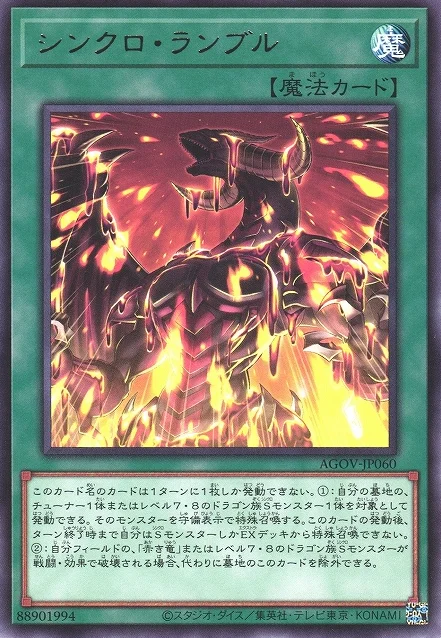 シンクロ・ランブル
魔
【魔法カード】
AGOV-JP060
このカード名のカードは1ターンに1枚しか発動できない。①:自分の墓地の、
チューナー1体またはレベル7・8のドラゴン族Sモンスター1体を対象として
発動できる。そのモンスターを守備表示で特殊召喚する。このカードの発動後、
ターン終了時まで自分はSモンスターしかEXデッキから特殊召喚できない。
②:自分フィールドの、「赤き竜」またはレベル7・8のドラゴン族Sモンスターが
戦闘・効果で破壊される場合、代わりに墓地のこのカードを除外できる。
88901994
©スタジオ・ダイス／集英社・テレビ東京・KONAMI